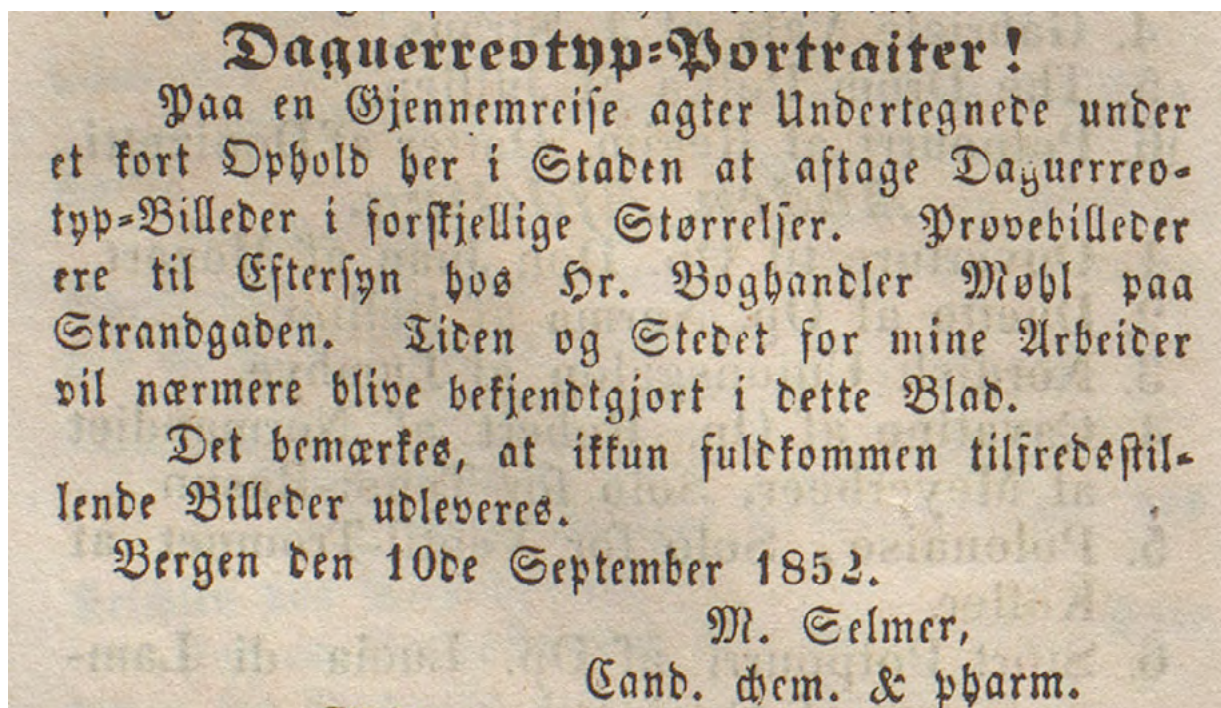 Daguerreotyp=Portraiter!
Paa en Gjennemreise agter Undertegnede under
et kort Ophold her i Staden at aftage Daguerreo=
typ=Billeder i forskjellige Størrelser. Prøvebilleder
ere til Eftersyn hos Hr. Boghandler Møhl paa
Strandgaden. Tiden og Stedet for mine Arbeider
vil nærmere blive bekjendtgjort i dette Blad.
Det bemærkes, at ikkun fuldkommen tilfredsstil=
lende Billeder udleveres.
Bergen den 10de September 1852.
M. Selmer,
Cand. chem. & pharm.